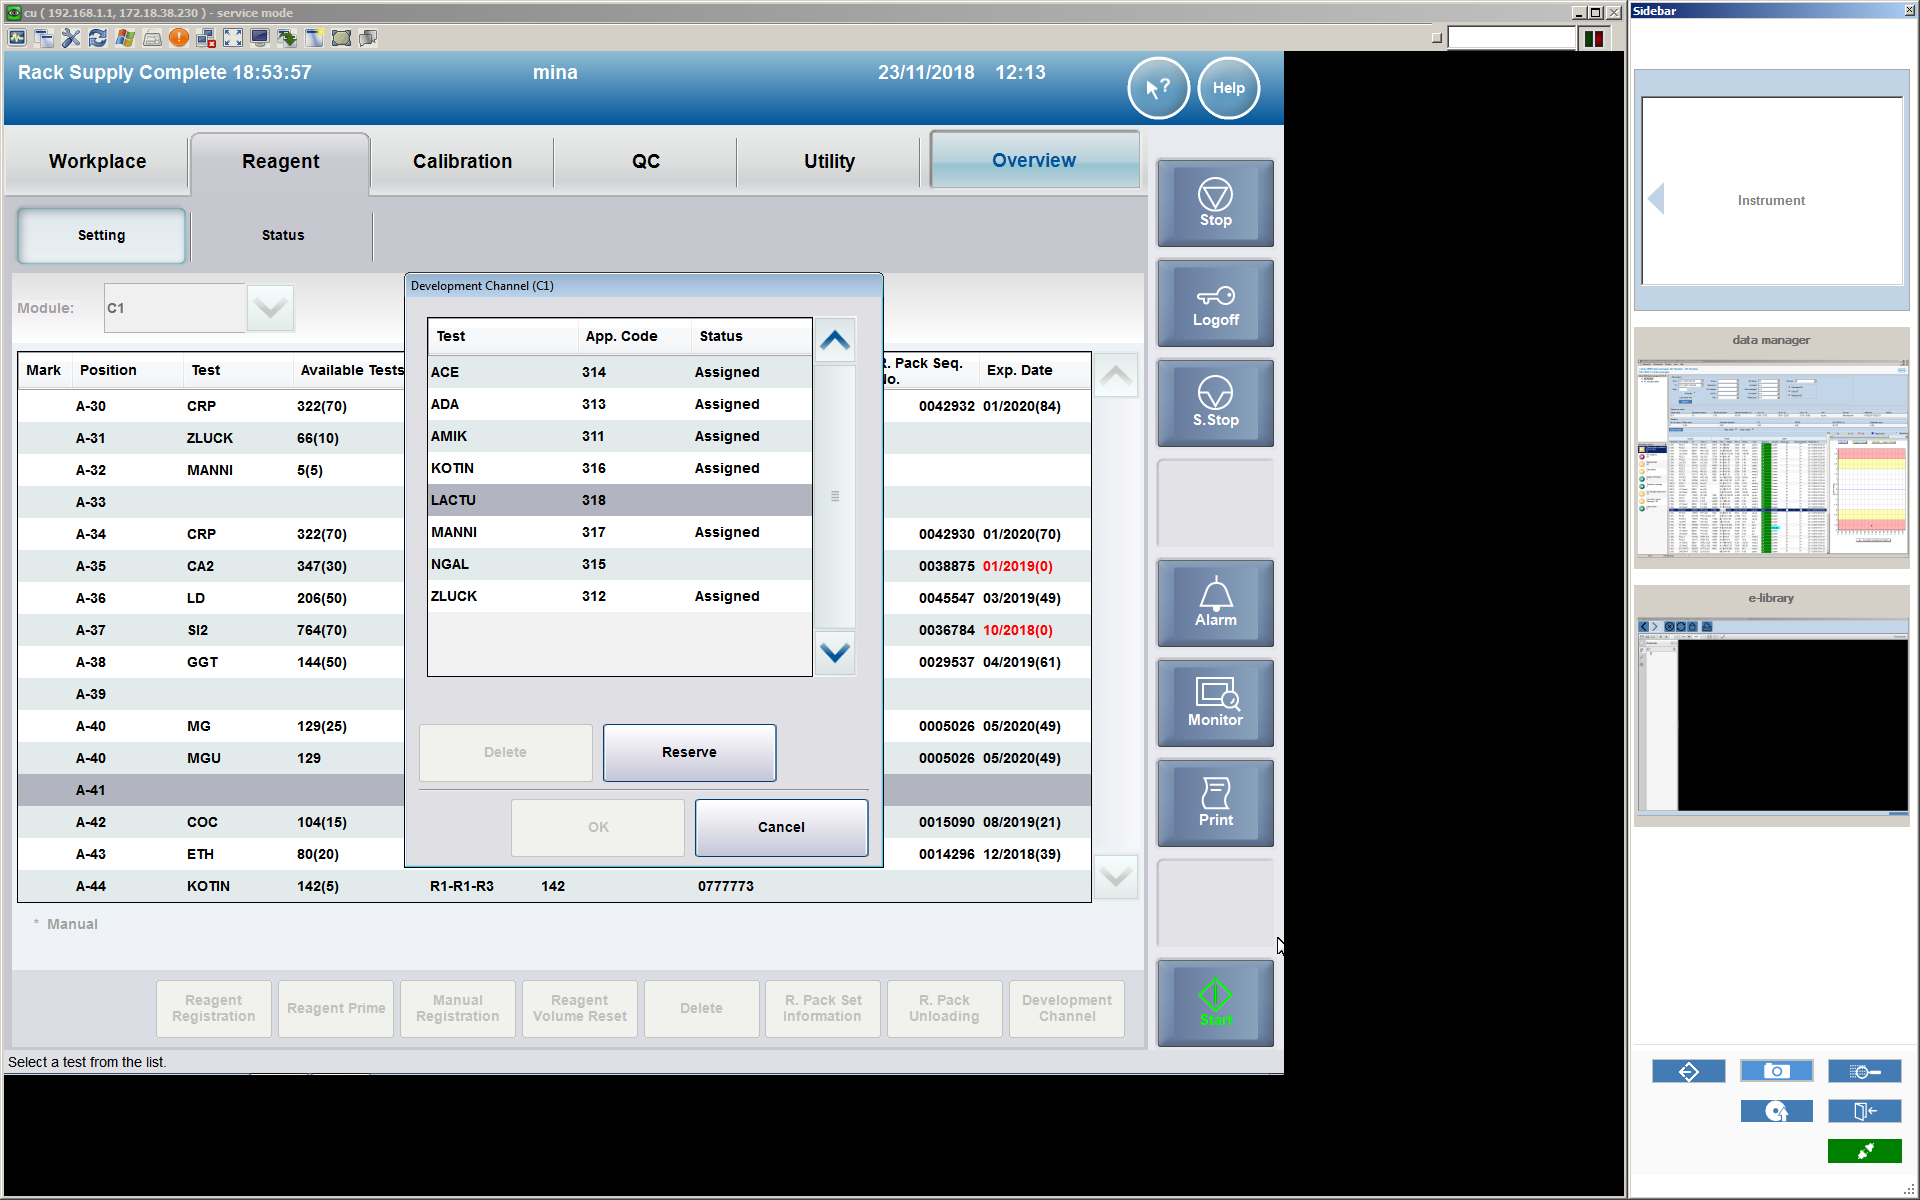 cu ( 192.168.1.1, 172.18.38.230 ) - service mode
Sidebar
Rack Supply Complete 18:53:57 mina 23/11/2018 12:13
? Help
Workplace Reagent Calibration QC Utility Overview
Setting Status
Module: C1
Mark Position Test Available Tests R. Pack Seq. No. Exp. Date
A-30 CRP 322(70) 0042932 01/2020(84)
A-31 ZLUCK 66(10)
A-32 MANNI 5(5)
A-33
A-34 CRP 322(70) 0042930 01/2020(70)
A-35 CA2 347(30) 0038875 01/2019(0)
A-36 LD 206(50) 0045547 03/2019(49)
A-37 SI2 764(70) 0036784 10/2018(0)
A-38 GGT 144(50) 0029537 04/2019(61)
A-39
A-40 MG 129(25) 0005026 05/2020(49)
A-40 MGU 129 0005026 05/2020(49)
A-41
A-42 COC 104(15) 0015090 08/2019(21)
A-43 ETH 80(20) 0014296 12/2018(39)
A-44 KOTIN 142(5) R1-R1-R3 142 0777773
* Manual
Development Channel (C1)
Test App. Code Status
ACE 314 Assigned
ADA 313 Assigned
AMIK 311 Assigned
KOTIN 316 Assigned
LACTU 318
MANNI 317 Assigned
NGAL 315
ZLUCK 312 Assigned
Delete Reserve
OK Cancel
Reagent Registration
Reagent Prime
Manual Registration
Reagent Volume Reset
Delete
R. Pack Set Information
R. Pack Unloading
Development Channel
Select a test from the list.
Stop
Logoff
S.Stop
Alarm
Monitor
Print
Start
Instrument
data manager
e-library